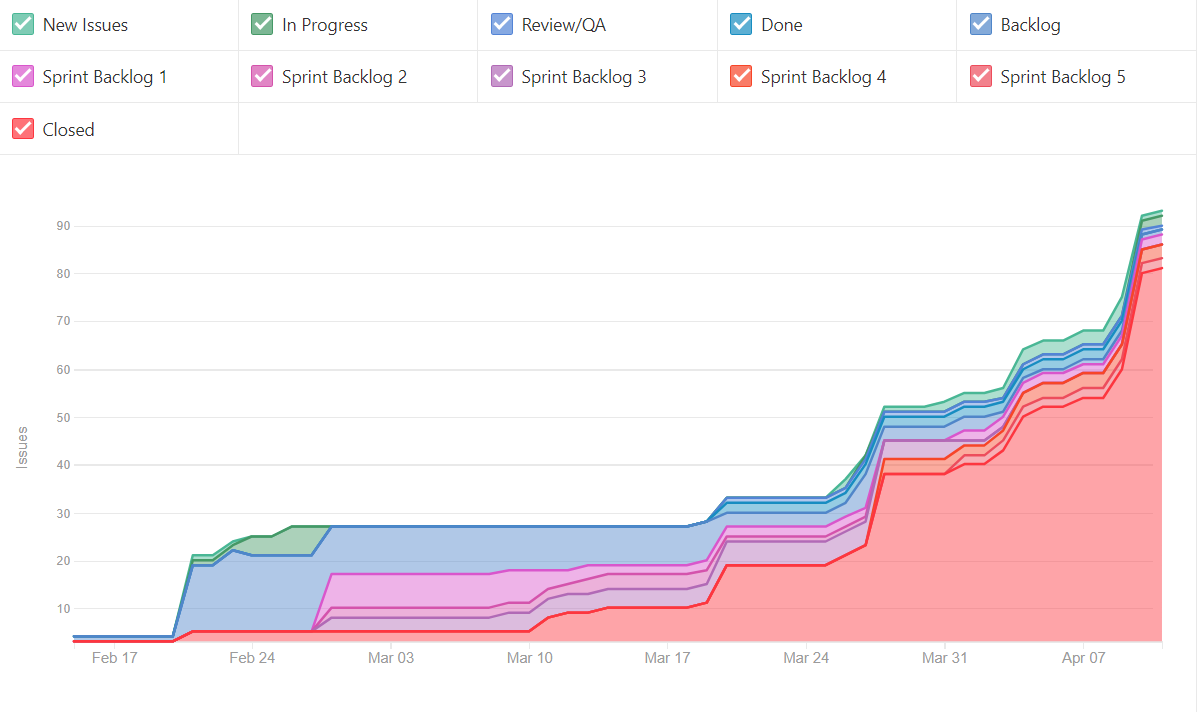 New Issues In Progress Review/QA Done Backlog
Sprint Backlog 1 Sprint Backlog 2 Sprint Backlog 3 Sprint Backlog 4 Sprint Backlog 5
Closed
90
80
70
60
50
40
30
20
10
Issues
Feb 17 Feb 24 Mar 03 Mar 10 Mar 17 Mar 24 Mar 31 Apr 07